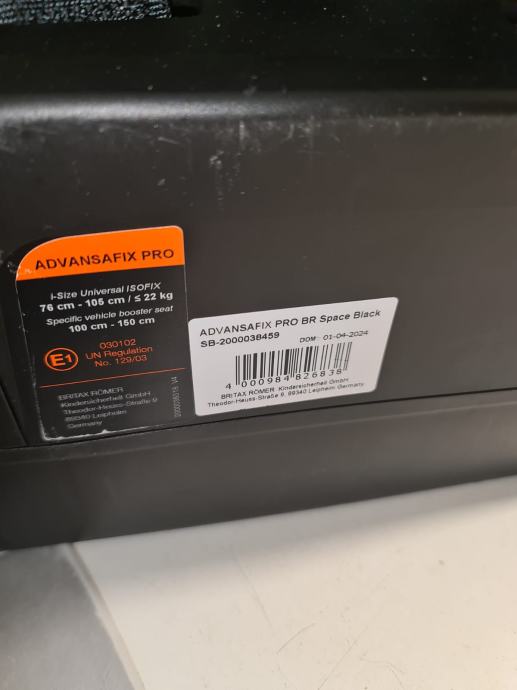 ADVANSAFIX PRO
i-Size Universal ISOFIX
76 cm - 105 cm / ≤ 22 kg
Specific vehicle booster seat
100 cm - 150 cm
E1
030102
UN Regulation
No. 129/03
BRITAX RÖMER
Kindersicherheit GmbH
Theodor-Heuss-Straße 9
89340 Leipheim
Germany
ADVANSAFIX PRO BR Space Black
SB-2000038459 DOM: 01-04-2024
4 000984 826838
BRITAX RÖMER Kindersicherheit GmbH
Theodor-Heuss-Straße 9, 89340 Leipheim Germany